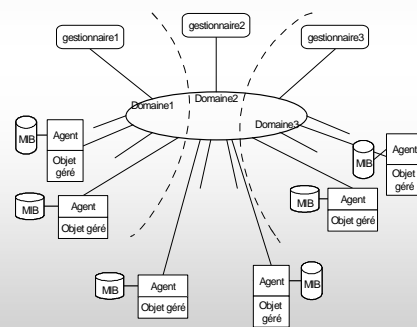 gestionnaire2
gestionnaire1
gestionnaire3
Domaine2
Domaine1
Domaine3
MIB
Agent
Objet
géré
MIB
Agent
Objet
géré
MIB
Agent
Objet géré
MIB
Agent
Objet géré
MIB
Agent
Objet géré
Agent
MIB
Objet
géré